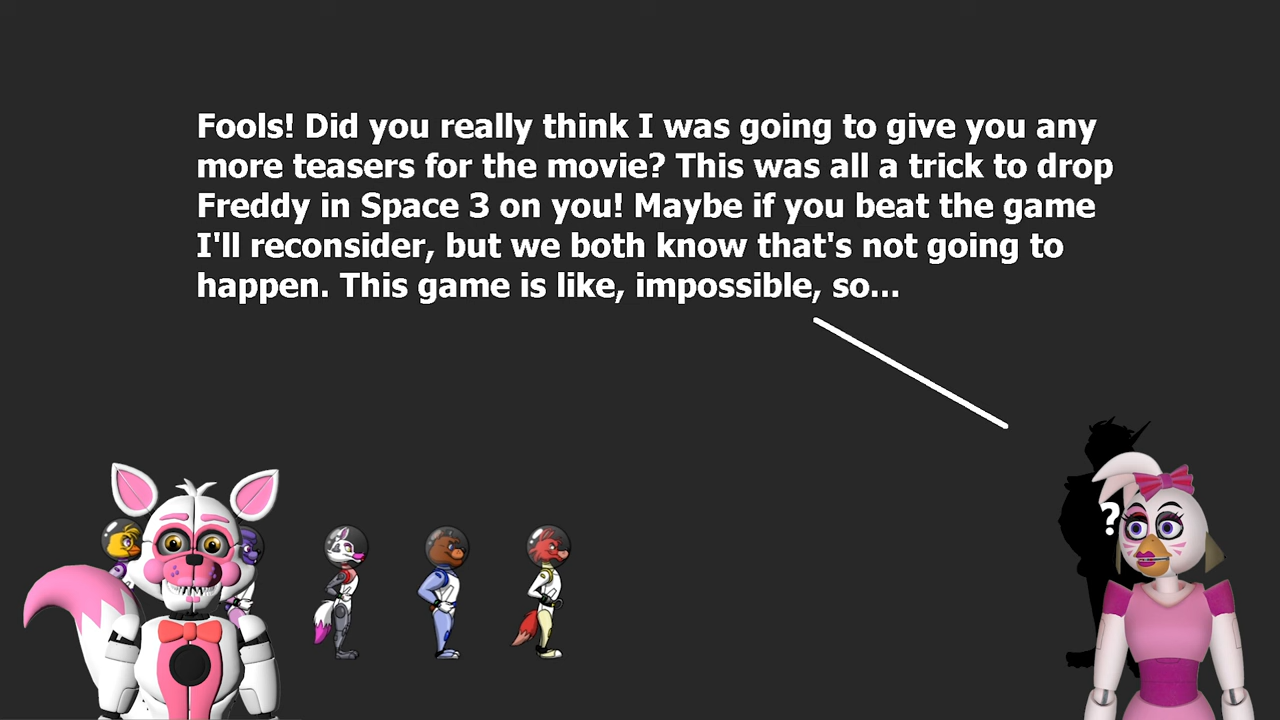 Fools! Did you really think I was going to give you any
more teasers for the movie? This was all a trick to drop
Freddy in Space 3 on you! Maybe if you beat the game
I'll reconsider, but we both know that's not going to
happen. This game is like, impossible, so...
?